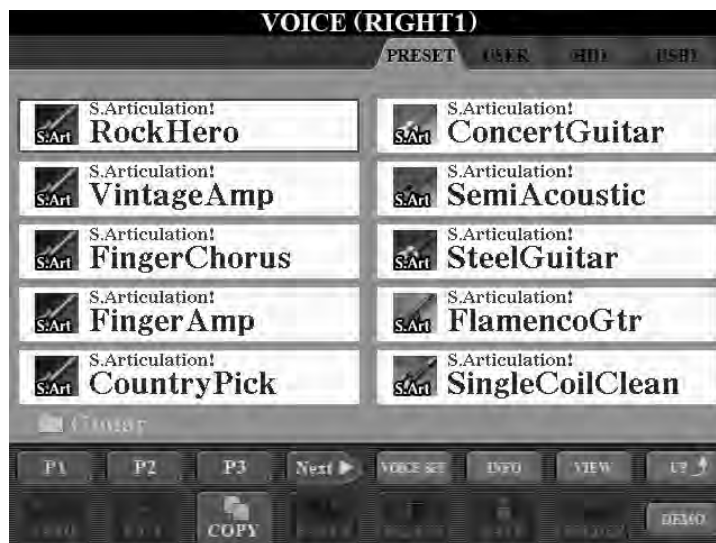 VOICE (RIGHT1)
PRESET USER HD USB1
S.Articulation!
S.Art RockHero
S.Articulation!
S.Art ConcertGuitar
S.Articulation!
S.Art VintageAmp
S.Articulation!
S.Art SemiAcoustic
S.Articulation!
S.Art FingerChorus
S.Articulation!
S.Art SteelGuitar
S.Articulation!
S.Art FingerAmp
S.Articulation!
S.Art FlamencoGtr
S.Articulation!
S.Art CountryPick
S.Articulation!
S.Art SingleCoilClean
Guitar
P1 P2 P3 Next VOICE SET INFO VIEW UP
COPY DEMO